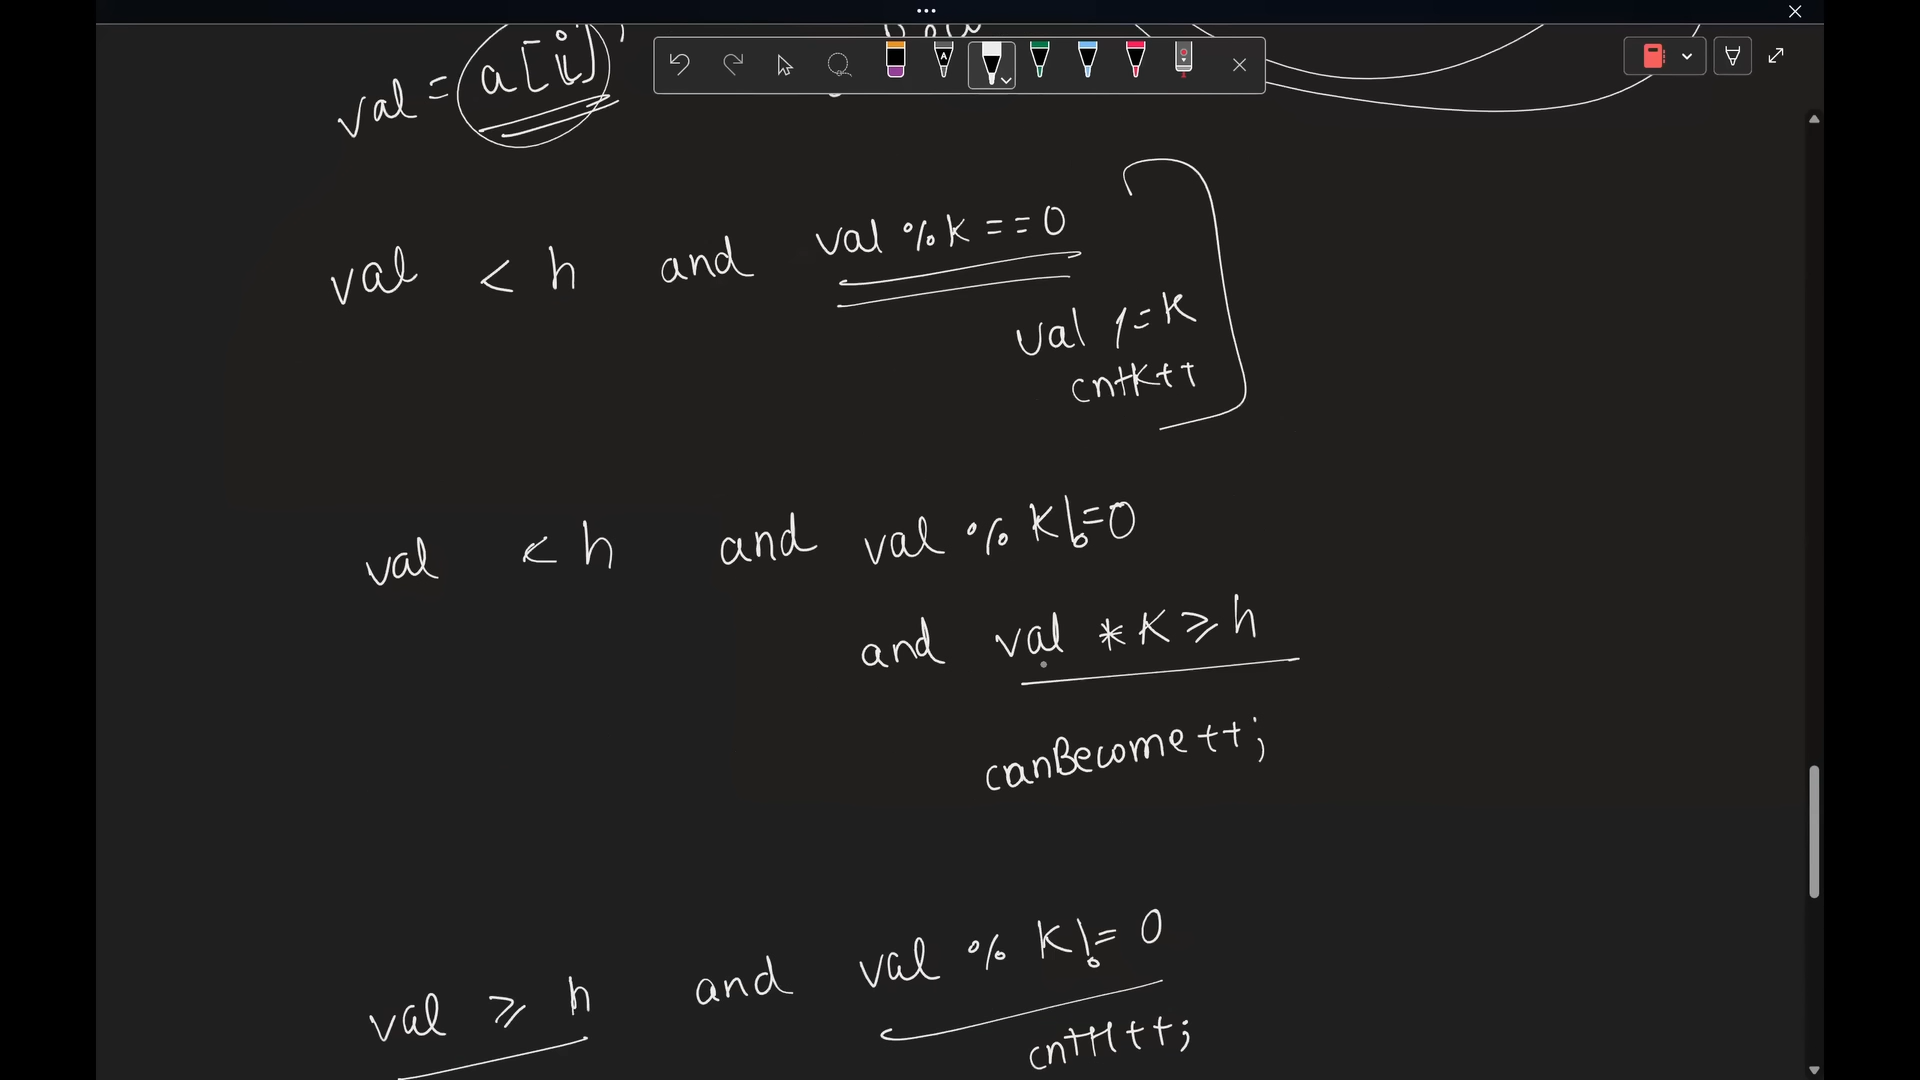 val = a[i]
val < h and val % k == 0
val /= k
cntk++
val < h and val % k != 0
and val * k ≥ h
canBecome++;
val ≥ h and val % k != 0
cntH++;